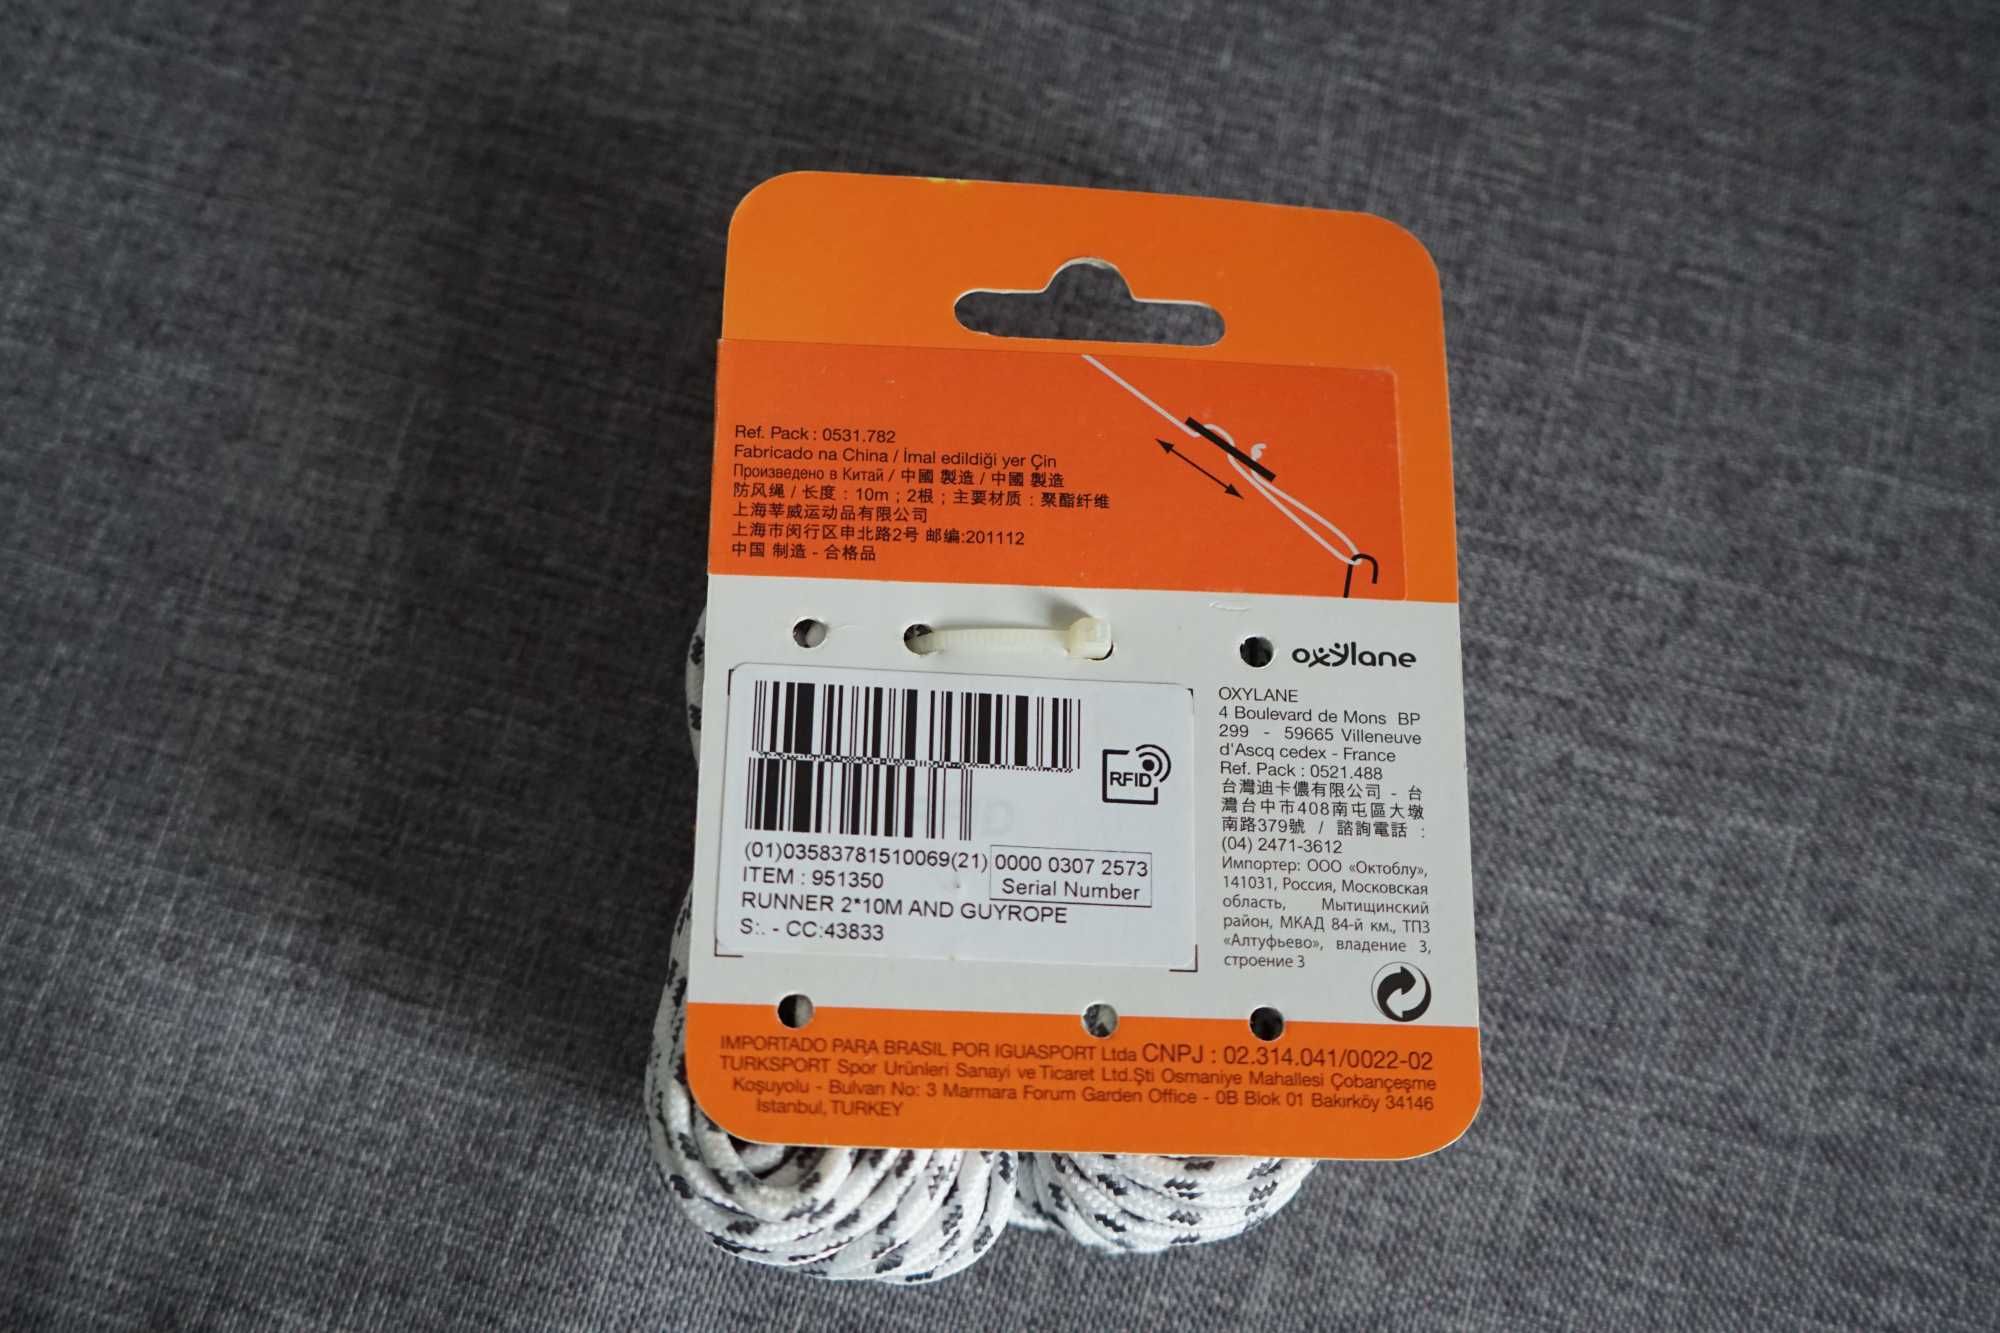 Ref. Pack : 0531.782
Fabricado na China / İmal edildiği yer Çin
Произведено в Китай / 中國 製造 / 中國 製造
防风绳 / 长度 : 10m ; 2根 ; 主要材质 : 聚酯纤维
上海莘威运动品有限公司
上海市闵行区申北路2号 邮编:201112
中国 制造 - 合格品
RFID
(01)03583781510069(21) 0000 0307 2573
Serial Number
ITEM : 951350
RUNNER 2*10M AND GUYROPE
S:. - CC:43833
oxylane
OXYLANE
4 Boulevard de Mons BP
299 - 59665 Villeneuve
d'Ascq cedex - France
Ref. Pack : 0521.488
台灣迪卡儂有限公司 - 台
灣台中市408南屯區大墩
南路379號 / 諮詢電話 :
(04) 2471-3612
Импортер: ООО «Октоблу»,
141031, Россия, Московская
область, Мытищинский
район, МКАД 84-й км., ТПЗ
«Алтуфьево», владение 3,
строение 3
IMPORTADO PARA BRASIL POR IGUASPORT Ltda CNPJ : 02.314.041/0022-02
TURKSPORT Spor Urünleri Sanayi ve Ticaret Ltd.Şti Osmaniye Mahallesi Çobançeşme
Koşuyolu - Bulvarı No: 3 Marmara Forum Garden Office - 0B Blok 01 Bakırköy 34146
Istanbul, TURKEY